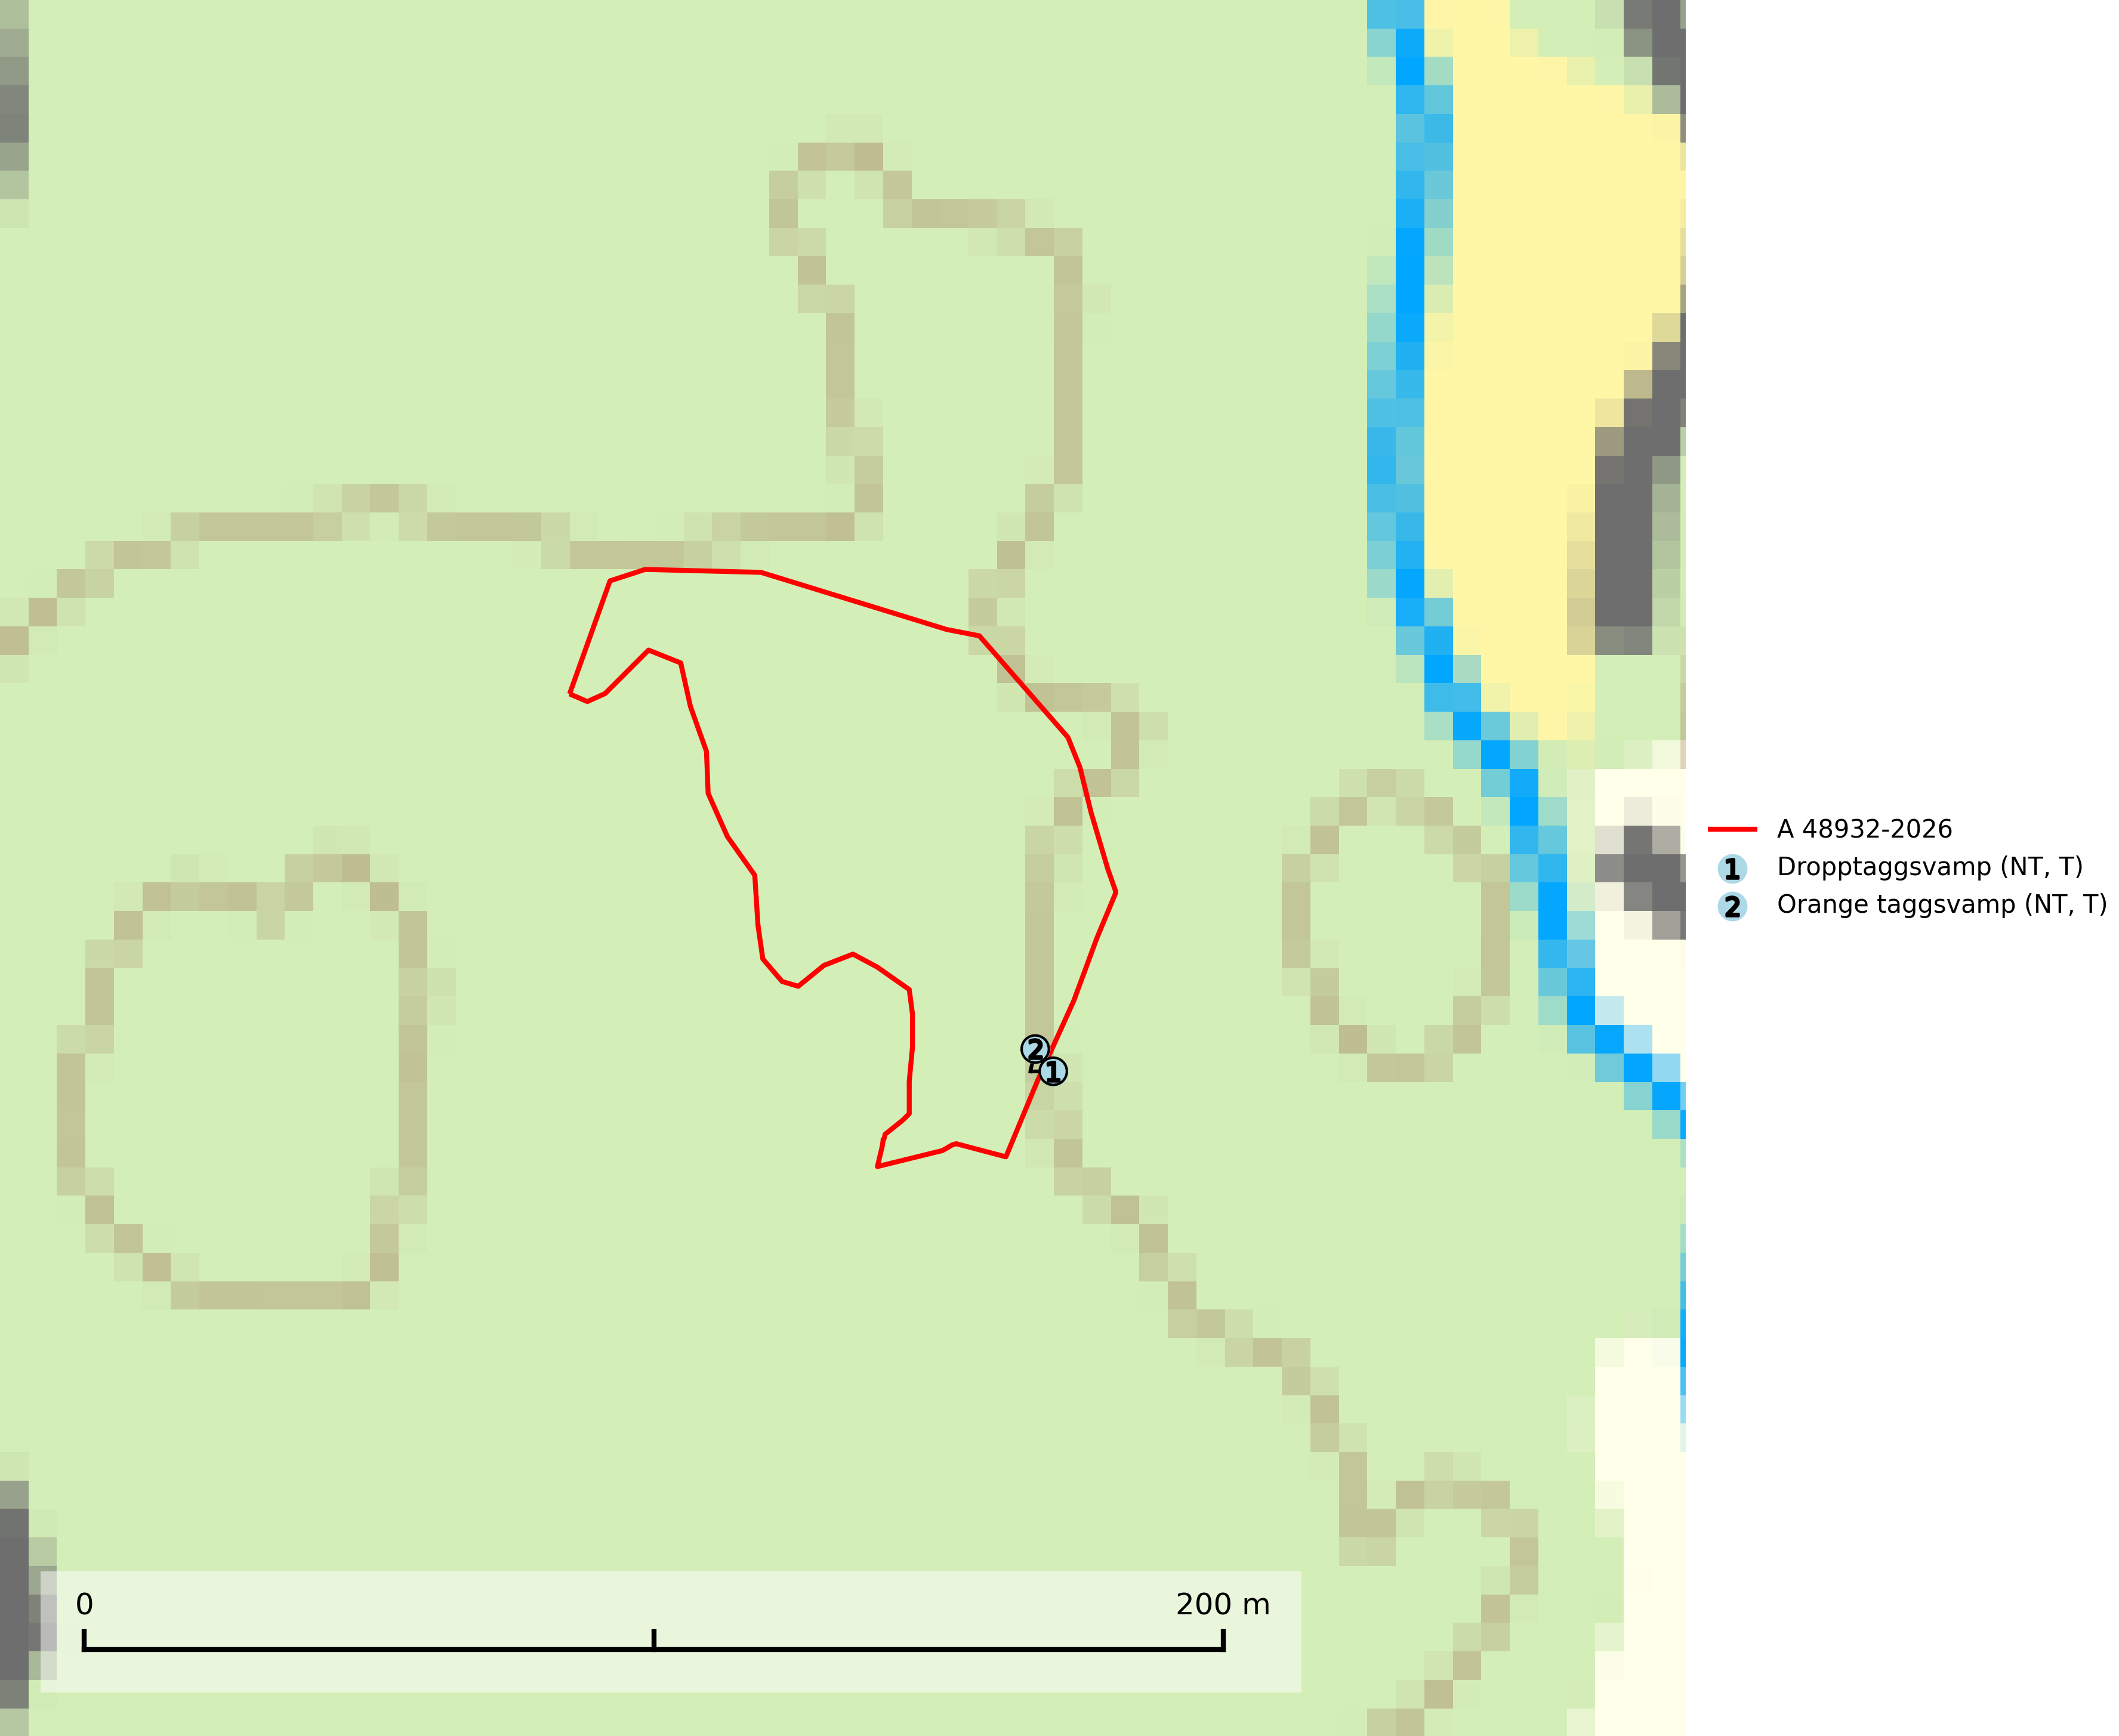 A 48932-2026
1 Dropptaggsvamp (NT, T)
2 Orange taggsvamp (NT, T)
2
1
0 200 m